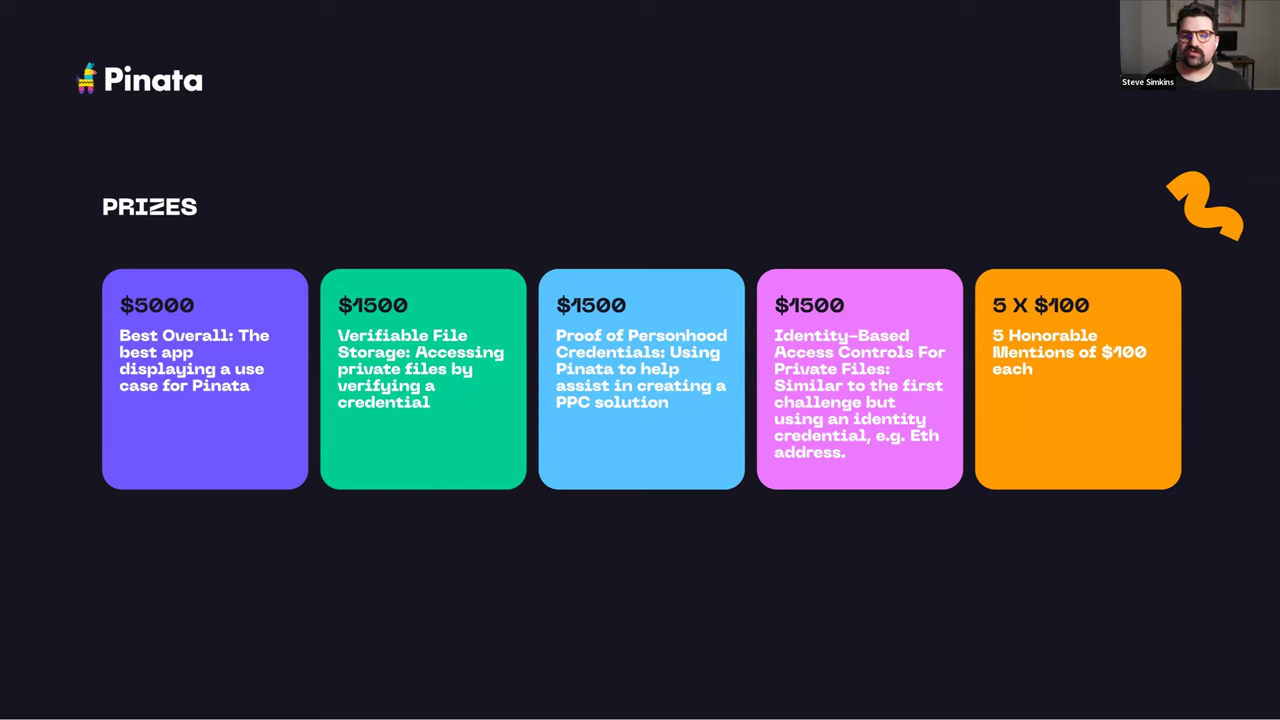 Pinata
Steve Simkins
PRIZES
$5000
Best Overall: The
best app
displaying a use
case for Pinata
$1500
Verifiable File
Storage: Accessing
private files by
verifying a
credential
$1500
Proof of Personhood
Credentials: Using
Pinata to help
assist in creating a
PPC solution
$1500
Identity-Based
Access Controls For
Private Files:
Similar to the first
challenge but
using an identity
credential, e.g. Eth
address.
5 X $100
5 Honorable
Mentions of $100
each